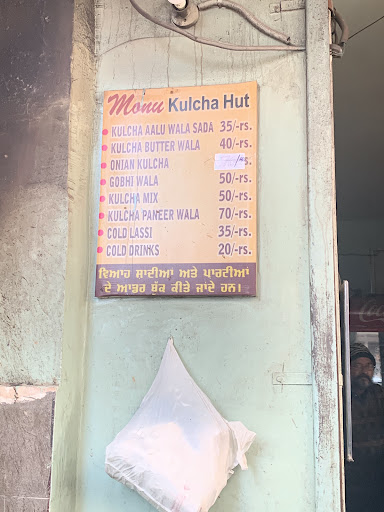 Monu Kulcha Hut
KULCHA AALU WALA SADA 35/-rs.
KULCHA BUTTER WALA 40/-rs.
ONIAN KULCHA
GOBHI WALA 50/-rs.
KULCHA MIX 50/-rs.
KULCHA PANEER WALA 70/-rs.
COLD LASSI 35/-rs.
COLD DRINKS 20/-rs.
ਵਿਆਹ ਸ਼ਾਦੀਆਂ ਅਤੇ ਪਾਰਟੀਆਂ
ਦੇ ਆਡਰ ਬੁੱਕ ਕੀਤੇ ਜਾਂਦੇ ਹਨ।